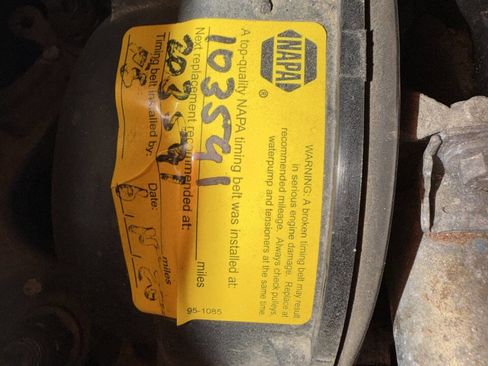 NAPA
®
WARNING: A broken timing belt may result
in serious engine damage. Replace at
recommended mileage. Always check pulleys,
waterpump and tensioners at the same time.
A top-quality NAPA timing belt was installed at:
103541 miles
Next replacement recommended at:
203541 miles
Timing belt installed by:
Date:
95-1085